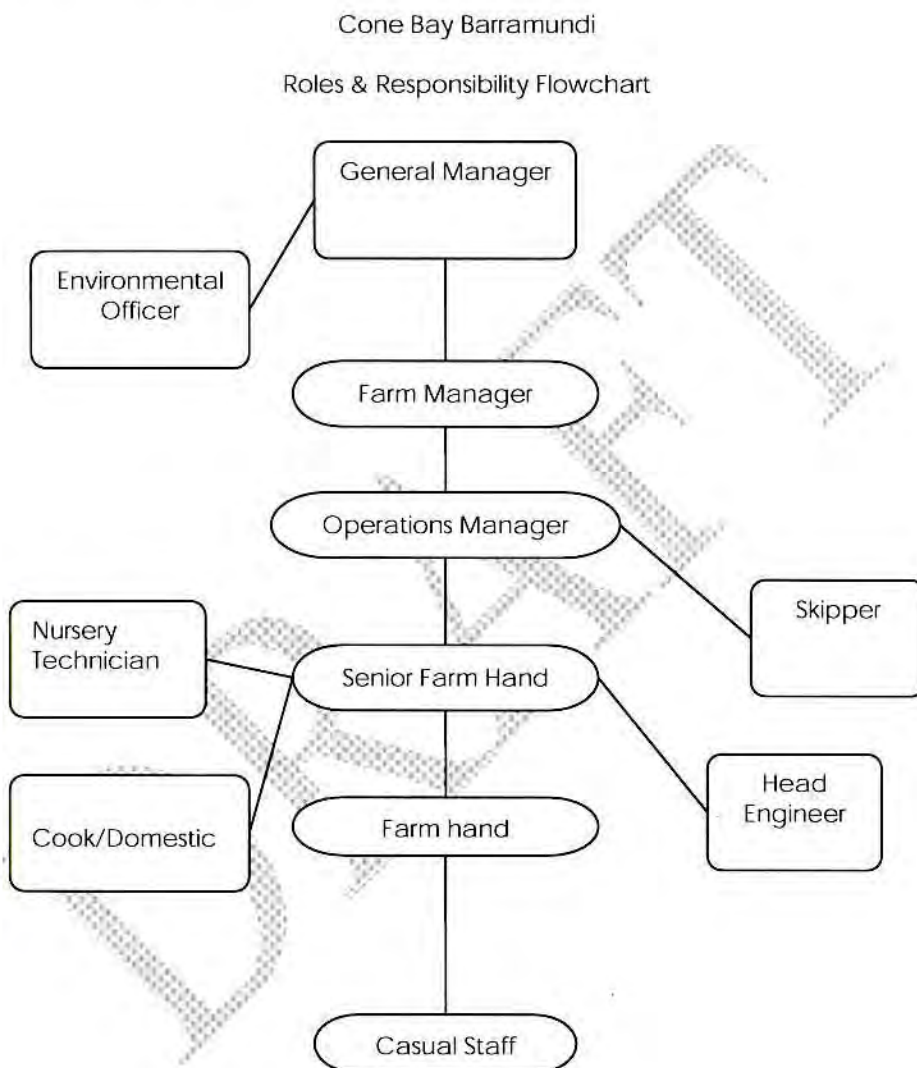 Cone Bay Barramundi
Roles & Responsibility Flowchart
General Manager
Environmental
Officer
Farm Manager
Operations Manager
Skipper
Nursery
Technician
Senior Farm Hand
Head
Engineer
Cook/Domestic
Farm hand
Casual Staff
DRAFT